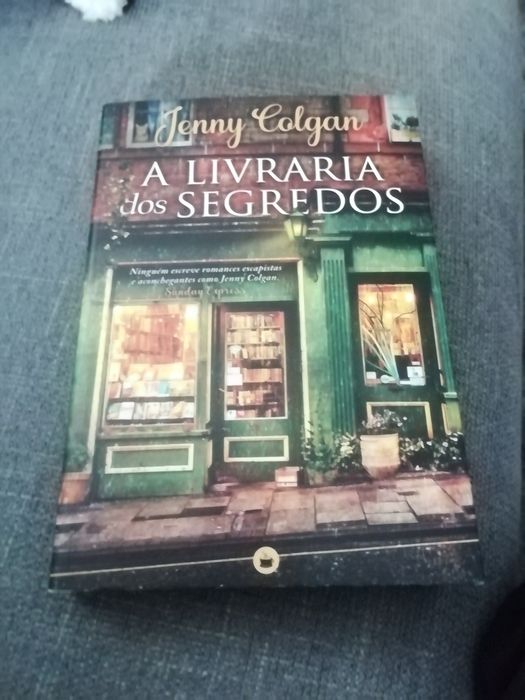 Jenny Colgan
A LIVRARIA
dos SEGREDOS
Ninguém escreve romances escapistas
e aconchegantes como Jenny Colgan.
Sunday Express